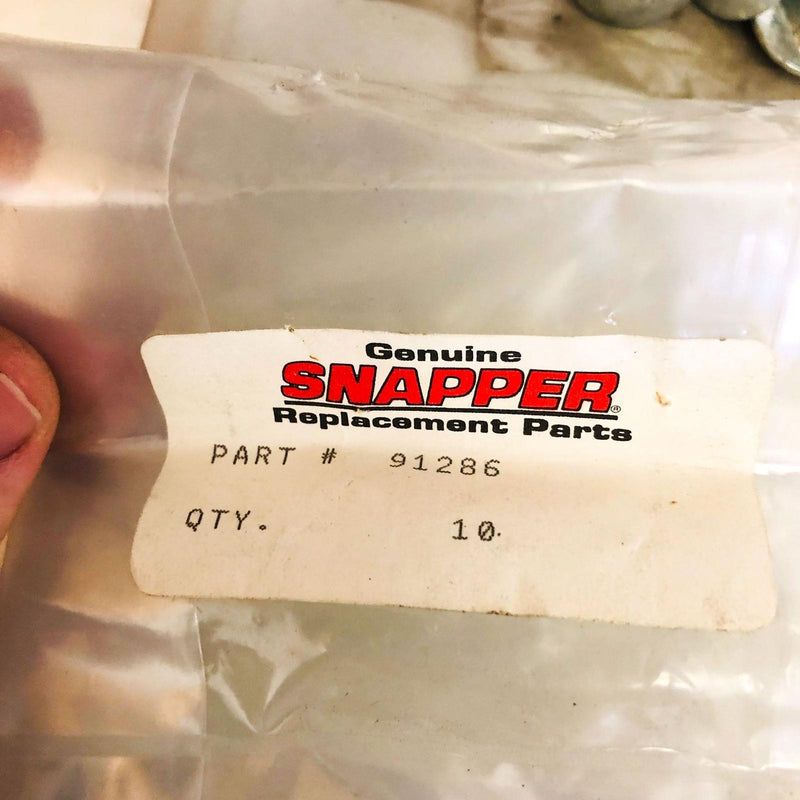 Genuine
SNAPPER®
Replacement Parts
PART # 91286
QTY. 10